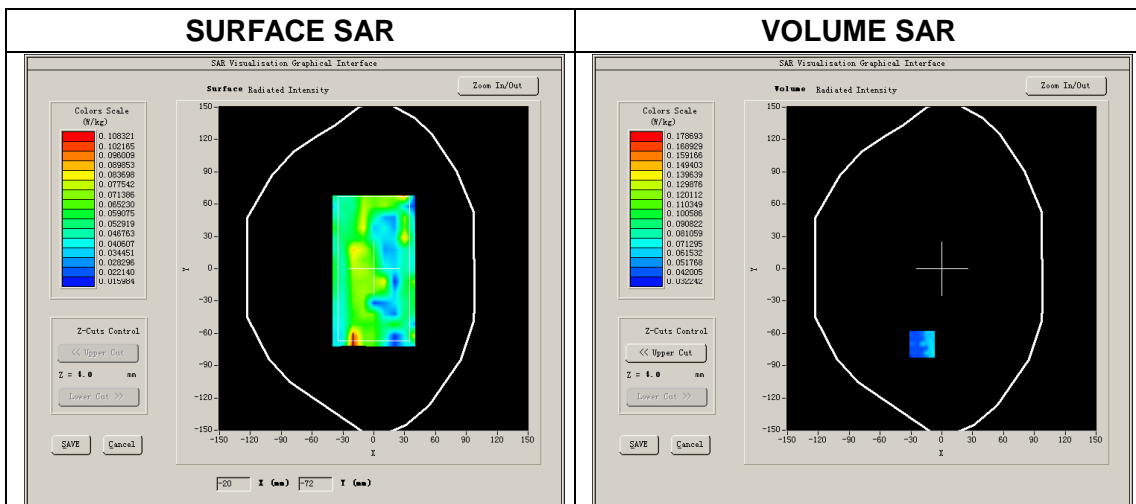 SURFACE SAR
VOLUME SAR
SAR Visualisation Graphical Interface
Surface Radiated Intensity
Zoom In/Out
Colors Scale
(W/kg)
0.108321
0.102165
0.096009
0.089853
0.083698
0.077542
0.071386
0.065230
0.059075
0.052919
0.046763
0.040607
0.034451
0.028296
0.022140
0.015984
150
120
90
60
30
0
-30
-60
-90
-120
-150
Y
-150 -120 -90 -60 -30 0 30 60 90 120 150
X
Z-Cuts Control
<< Upper Cut
Z = 4.0 mm
Lower Cut >>
SAVE Cancel
-20 X (mm) -72 Y (mm)
SAR Visualisation Graphical Interface
Volume Radiated Intensity
Zoom In/Out
Colors Scale
(W/kg)
0.178693
0.168929
0.159166
0.149403
0.139639
0.129876
0.120112
0.110349
0.100586
0.090822
0.081059
0.071295
0.061532
0.051768
0.042005
0.032242
150
120
90
60
30
0
-30
-60
-90
-120
-150
Y
-150 -120 -90 -60 -30 0 30 60 90 120 150
X
Z-Cuts Control
<< Upper Cut
Z = 4.0 mm
Lower Cut >>
SAVE Cancel